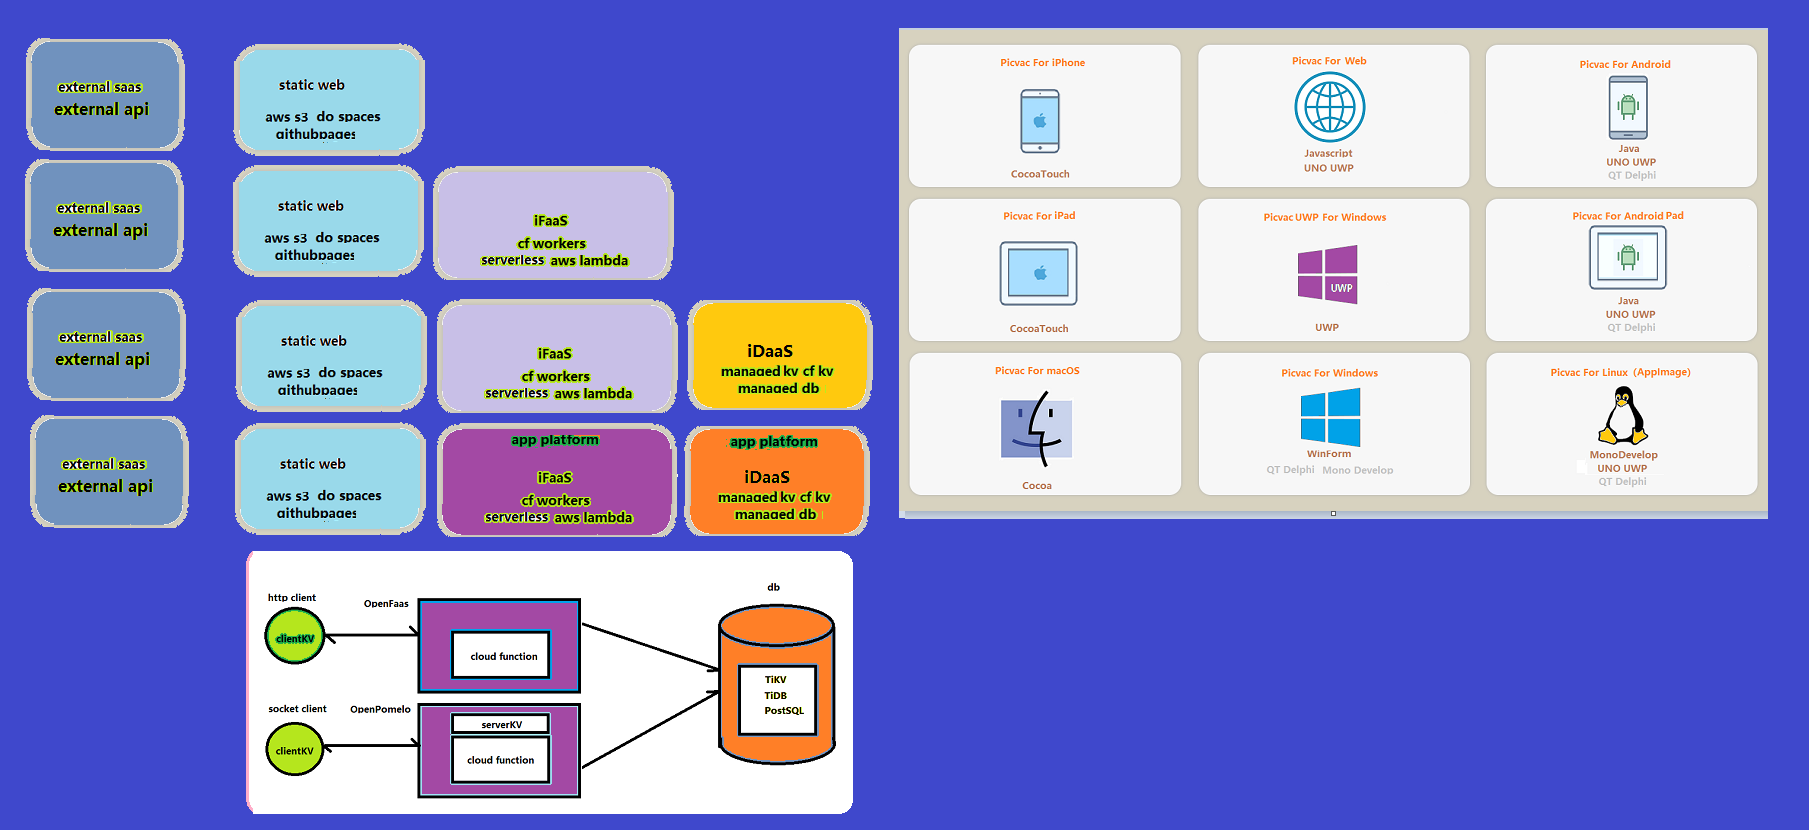 external saas
external api
static web
aws s3 do spaces
githubpages
external saas
external api
static web
aws s3 do spaces
githubpages
iFaaS
cf workers
serverless aws lambda
external saas
external api
static web
aws s3 do spaces
githubpages
iFaaS
cf workers
serverless aws lambda
iDaaS
managed kv cf kv
managed db
external saas
external api
static web
aws s3 do spaces
githubpages
app platform
iFaaS
cf workers
serverless aws lambda
app platform
iDaaS
managed kv cf kv
managed db
Picvac For iPhone
CocoaTouch
Picvac For Web
Javascript
UNO UWP
Picvac For Android
Java
UNO UWP
QT Delphi
Picvac For iPad
CocoaTouch
Picvac UWP For Windows
UWP
UWP
Picvac For Android Pad
Java
UNO UWP
QT Delphi
Picvac For macOS
Cocoa
Picvac For Windows
WinForm
QT Delphi Mono Develop
Picvac For Linux (AppImage)
MonoDevelop
UNO UWP
QT Delphi
http client
clientKV
OpenFaas
cloud function
socket client
clientKV
OpenPomelo
serverKV
cloud function
db
TiKV
TiDB
PostSQL